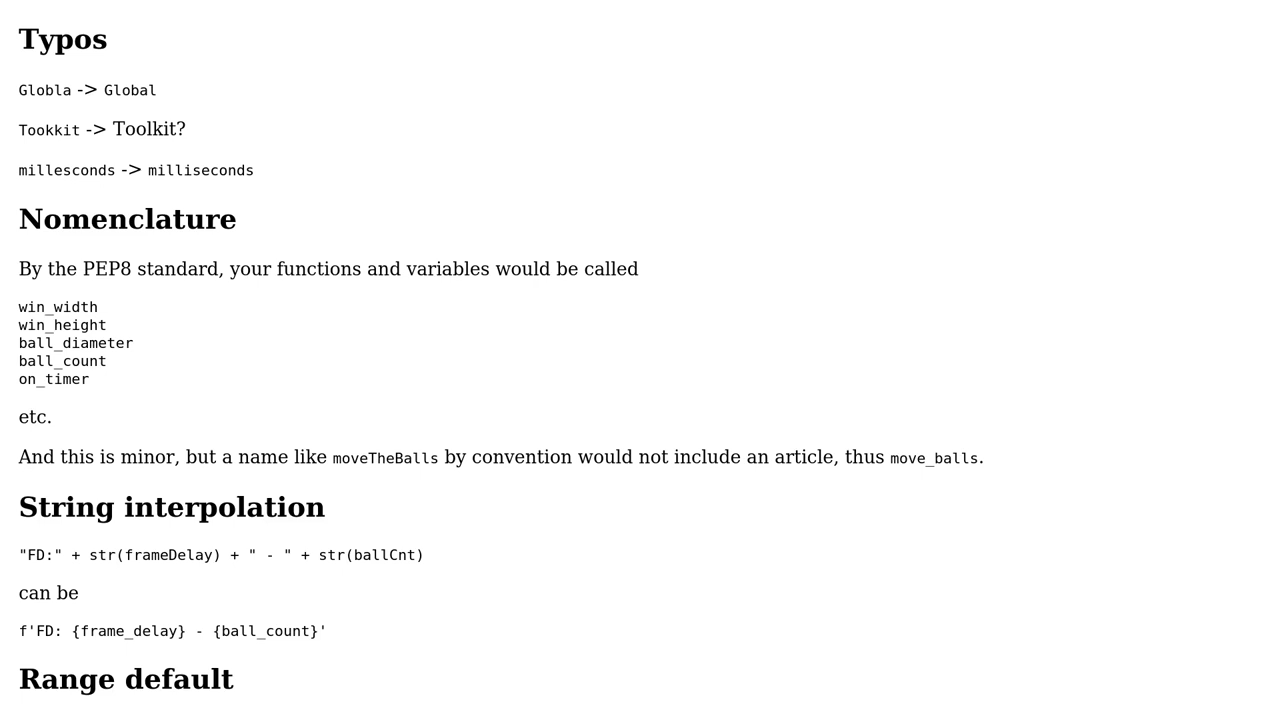 Typos
Globla -> Global
Tookkit -> Toolkit?
millesconds -> milliseconds
Nomenclature
By the PEP8 standard, your functions and variables would be called
win_width
win_height
ball_diameter
ball_count
on_timer
etc.
And this is minor, but a name like moveTheBalls by convention would not include an article, thus move_balls.
String interpolation
"FD:" + str(frameDelay) + " - " + str(ballCnt)
can be
f'FD: {frame_delay} - {ball_count}'
Range default